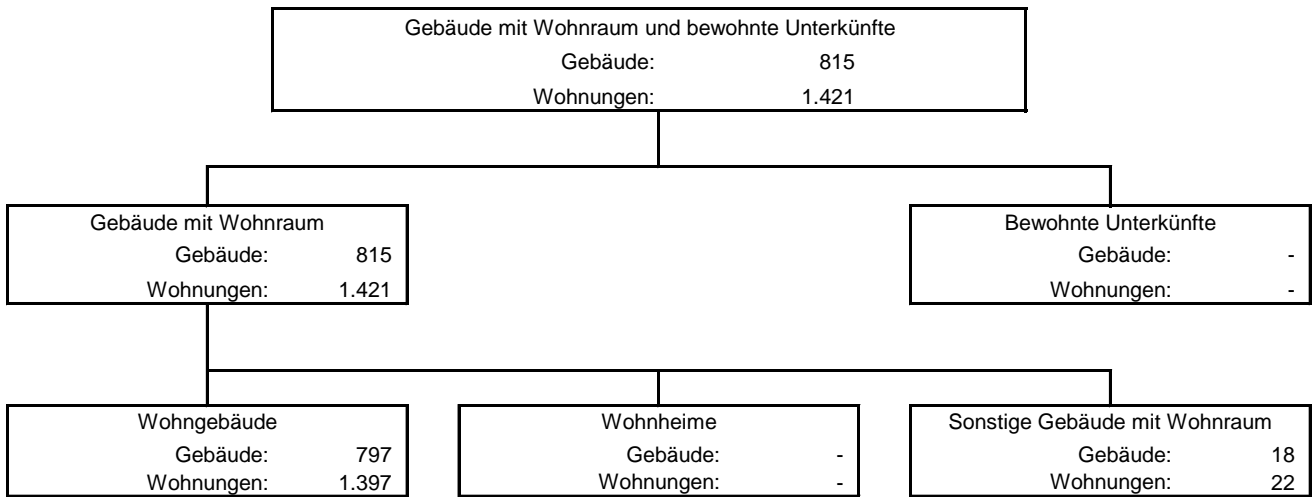 Gebäude mit Wohnraum und bewohnte Unterkünfte
Gebäude: 815
Wohnungen: 1.421
Gebäude mit Wohnraum
Gebäude: 815
Wohnungen: 1.421
Bewohnte Unterkünfte
Gebäude: -
Wohnungen: -
Wohngebäude
Gebäude: 797
Wohnungen: 1.397
Wohnheime
Gebäude: -
Wohnungen: -
Sonstige Gebäude mit Wohnraum
Gebäude: 18
Wohnungen: 22